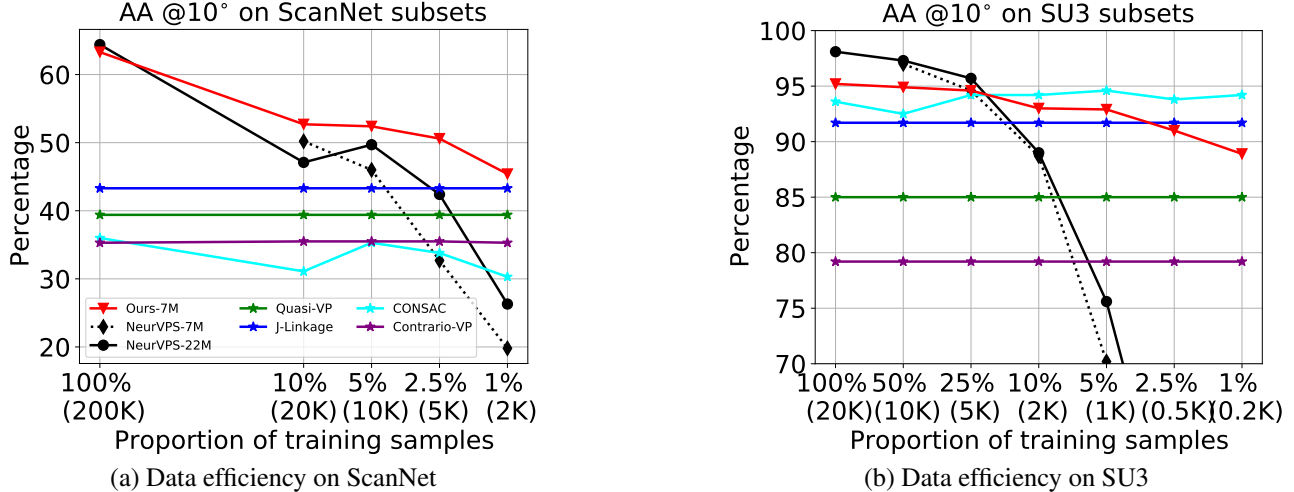 AA @10° on ScanNet subsets
Percentage
60
50
40
30
20
Ours-7M
NeurVPS-7M
NeurVPS-22M
Quasi-VP
J-Linkage
CONSAC
Contrario-VP
100% 10% 5% 2.5% 1%
(200K) (20K) (10K) (5K) (2K)
Proportion of training samples
(a) Data efficiency on ScanNet
AA @10° on SU3 subsets
Percentage
100
95
90
85
80
75
70
100% 50% 25% 10% 5% 2.5% 1%
(20K) (10K) (5K) (2K) (1K) (0.5K) (0.2K)
Proportion of training samples
(b) Data efficiency on SU3